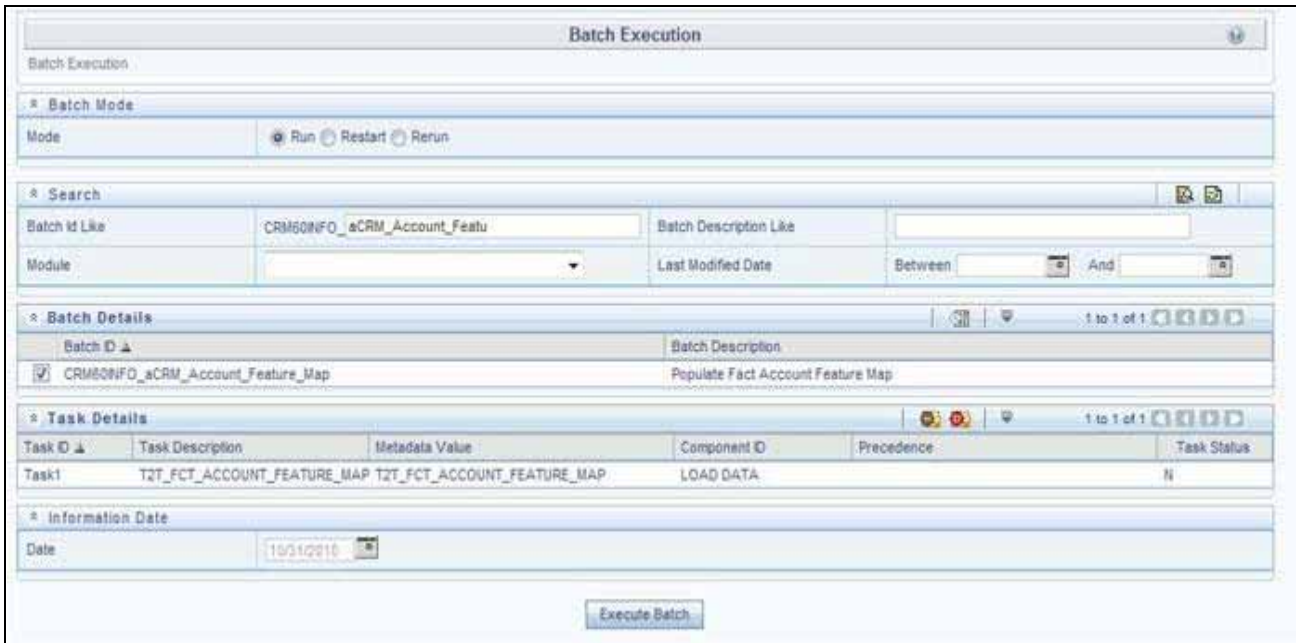 Batch Execution
Batch Execution
Batch Mode
Mode Run Restart Rerun
Search
Batch Id Like CRM60INFO_ aCRM_Account_Featu Batch Description Like
Module Last Modified Date Between And
Batch Details 1 to 1 of 1
Batch ID Batch Description
CRM60INFO_aCRM_Account_Feature_Map Populate Fact Account Feature Map
Task Details 1 to 1 of 1
Task ID Task Description Metadata Value Component ID Precedence Task Status
Task1 T2T_FCT_ACCOUNT_FEATURE_MAP T2T_FCT_ACCOUNT_FEATURE_MAP LOAD DATA N
Information Date
Date 10/31/2010
Execute Batch